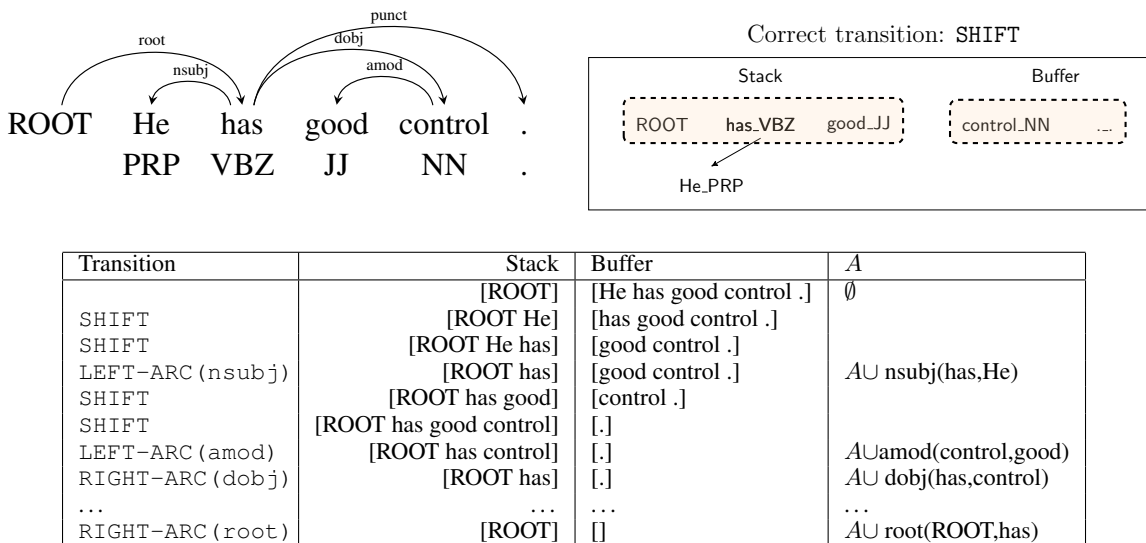 punct
root
dobj
nsubj
amod
ROOT He has good control .
PRP VBZ JJ NN .
Correct transition: SHIFT
Stack Buffer
ROOT has_VBZ good_JJ control_NN ._.
He_PRP
Transition Stack Buffer A
[ROOT] [He has good control .] ∅
SHIFT [ROOT He] [has good control .]
SHIFT [ROOT He has] [good control .]
LEFT-ARC(nsubj) [ROOT has] [good control .] A∪ nsubj(has,He)
SHIFT [ROOT has good] [control .]
SHIFT [ROOT has good control] [.]
LEFT-ARC(amod) [ROOT has control] [.] A∪amod(control,good)
RIGHT-ARC(dobj) [ROOT has] [.] A∪ dobj(has,control)
... ... ... ...
RIGHT-ARC(root) [ROOT] [] A∪ root(ROOT,has)